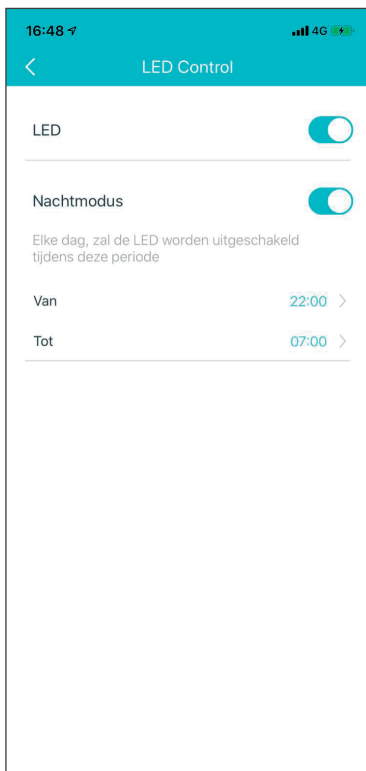 16:48 4G
LED Control
LED
Nachtmodus
Elke dag, zal de LED worden uitgeschakeld
tijdens deze periode
Van 22:00
Tot 07:00